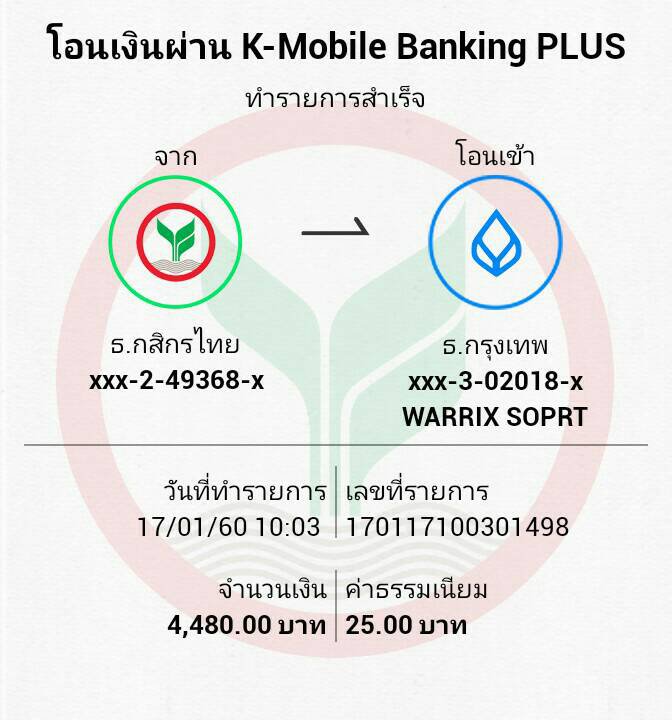 โอนเงินผ่าน K-Mobile Banking PLUS
ทำรายการสำเร็จ
จาก
โอนเข้า
ธ.กสิกรไทย
xxx-2-49368-x
ธ.กรุงเทพ
xxx-3-02018-x
WARRIX SOPRT
วันที่ทำรายการ
17/01/60 10:03
เลขที่รายการ
170117100301498
จำนวนเงิน
4,480.00 บาท
ค่าธรรมเนียม
25.00 บาท